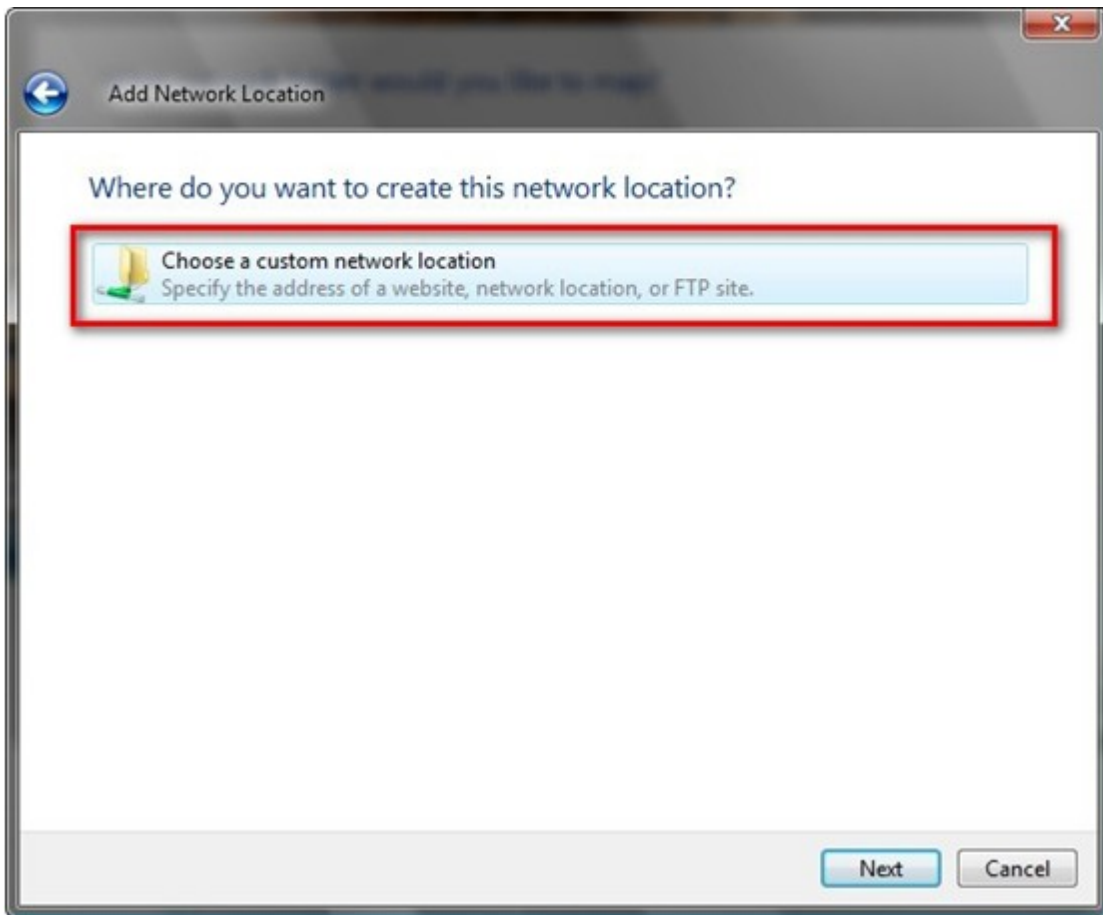 Add Network Location
Where do you want to create this network location?
Choose a custom network location
Specify the address of a website, network location, or FTP site.
Next
Cancel